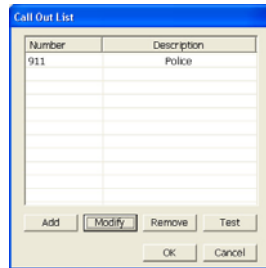 Call Out List
Number Description
911 Police
Add Modify Remove Test
OK Cancel